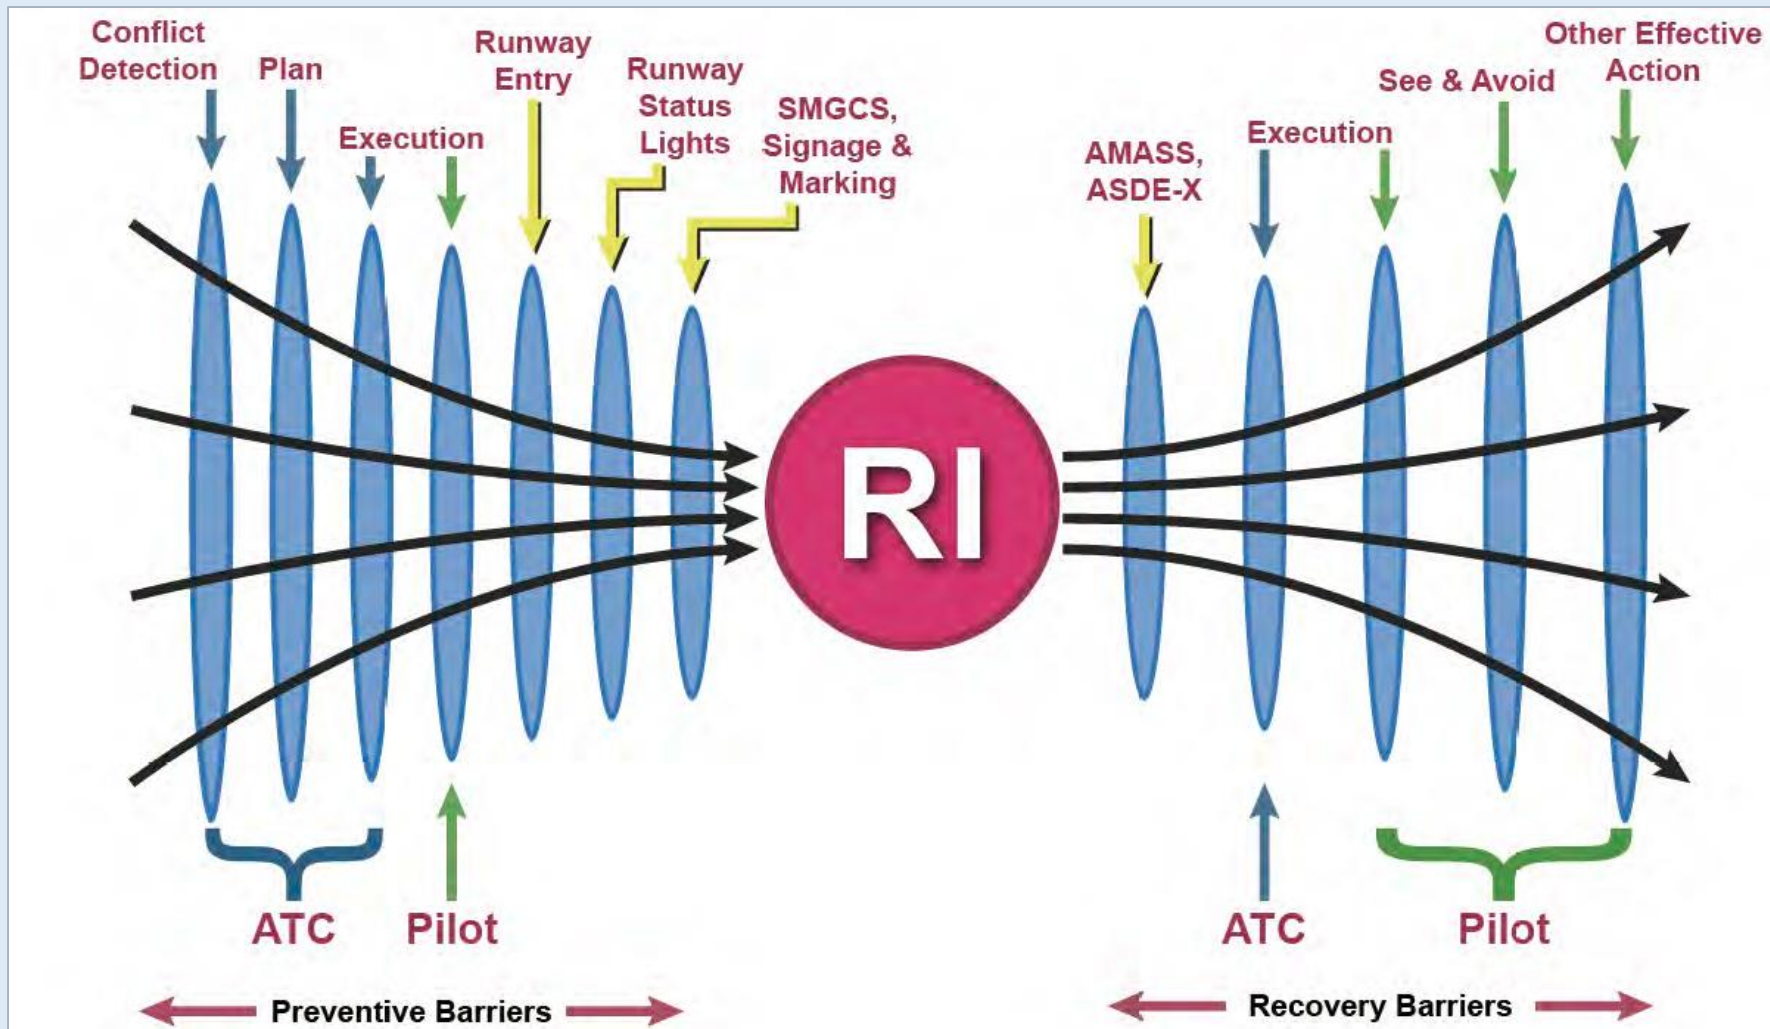 Conflict
Detection
Plan
Execution
Runway
Entry
Runway
Status
Lights
SMGCS,
Signage &
Marking
AMASS,
ASDE-X
Execution
See & Avoid
Other Effective
Action
RI
ATC
Pilot
ATC
Pilot
Preventive Barriers
Recovery Barriers